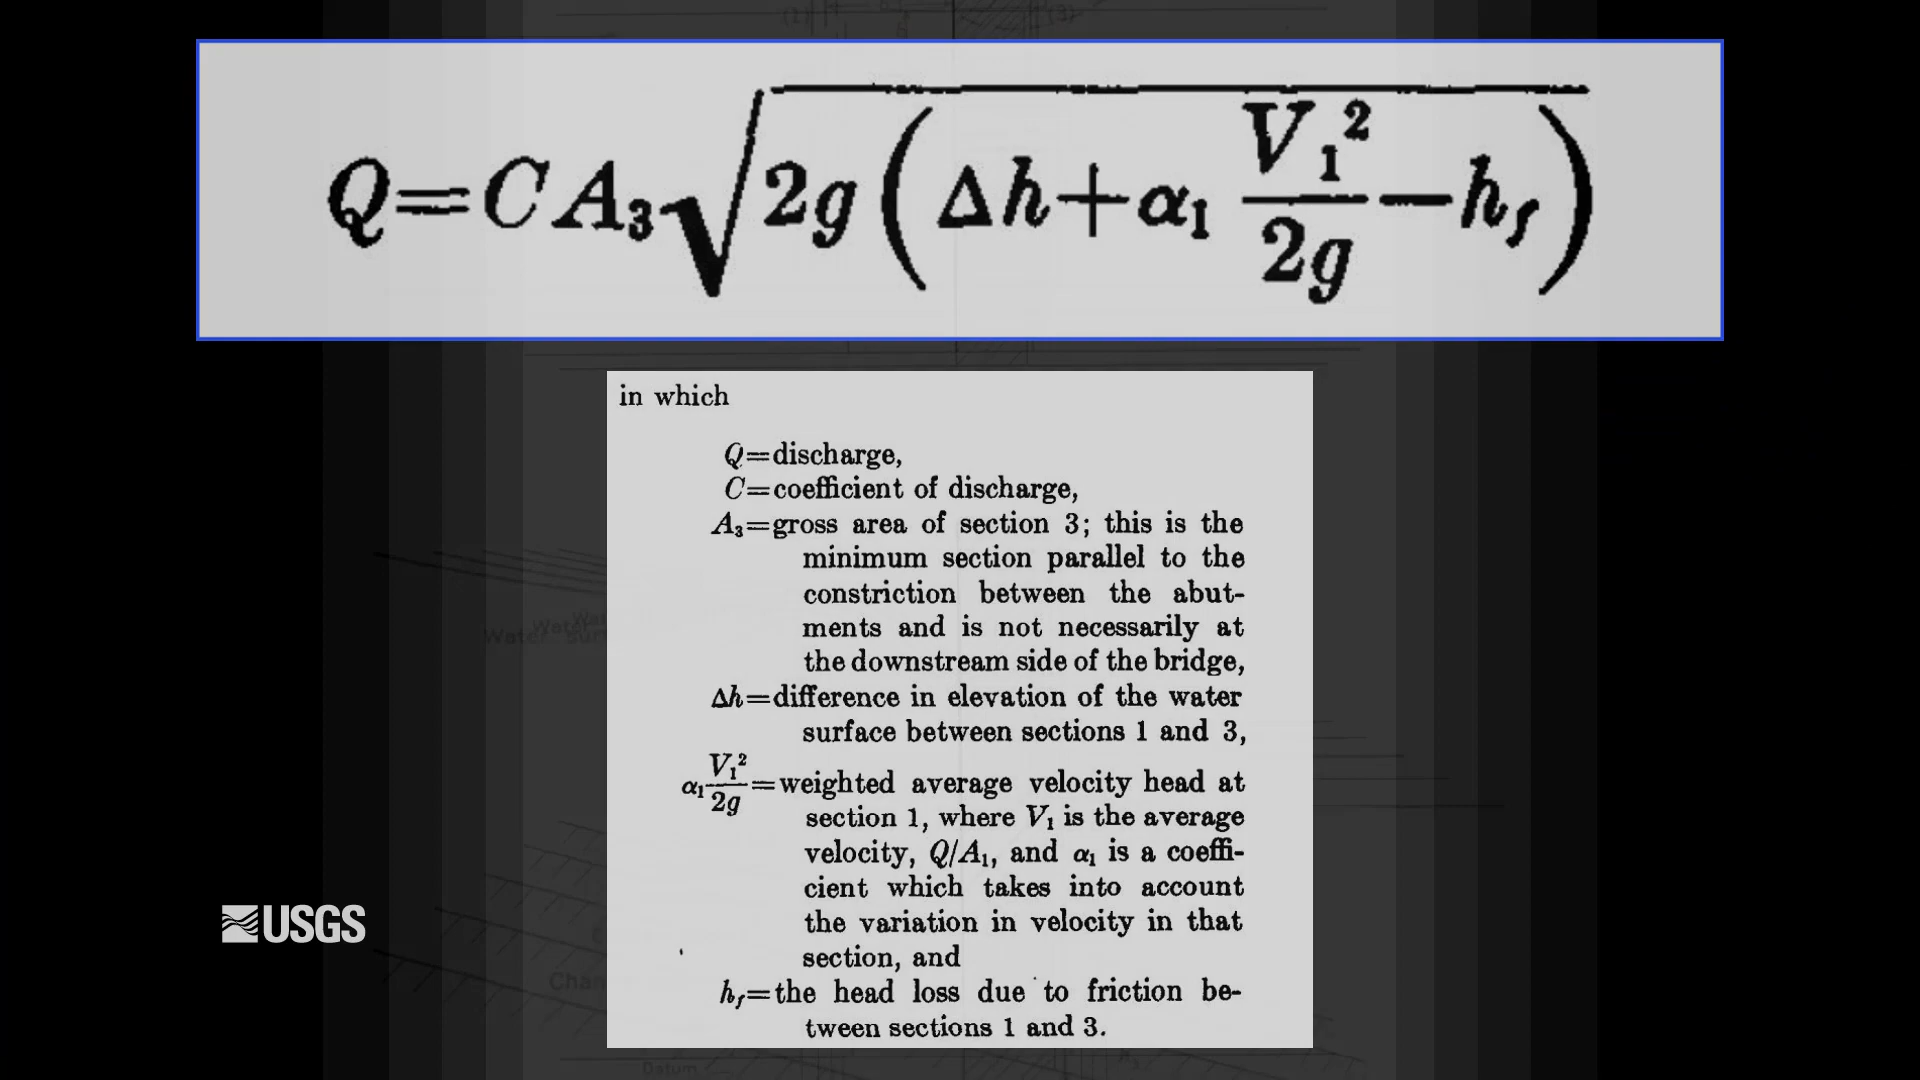 Q=CA₃√2g(Δh+α₁ V₁²/2g −h_f)
in which
Q=discharge,
C=coefficient of discharge,
A₃=gross area of section 3; this is the
minimum section parallel to the
constriction between the abut-
ments and is not necessarily at
the downstream side of the bridge,
Δh=difference in elevation of the water
surface between sections 1 and 3,
α₁ V₁²/2g=weighted average velocity head at
section 1, where V₁ is the average
velocity, Q/A₁, and α₁ is a coeffi-
cient which takes into account
the variation in velocity in that
section, and
h_f=the head loss due to friction be-
tween sections 1 and 3.
USGS
Water
Datum